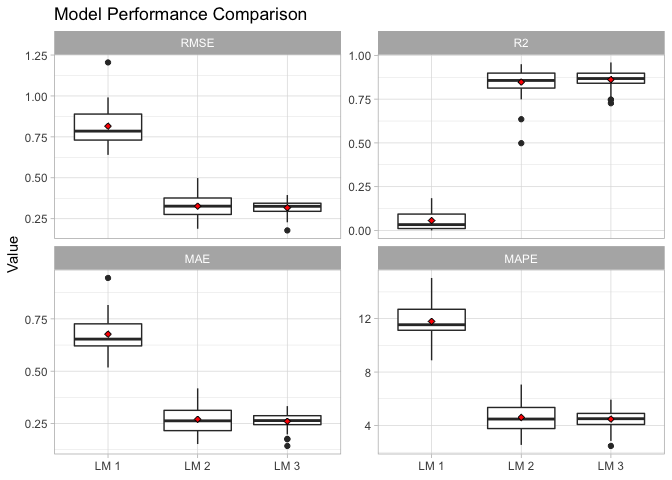 Model Performance Comparison
RMSE
R2
1.25
1.00
0.75
0.50
0.25
1.00
0.75
0.50
0.25
0.00
Value
MAE
MAPE
0.75
0.50
0.25
12
8
4
LM 1
LM 2
LM 3
LM 1
LM 2
LM 3